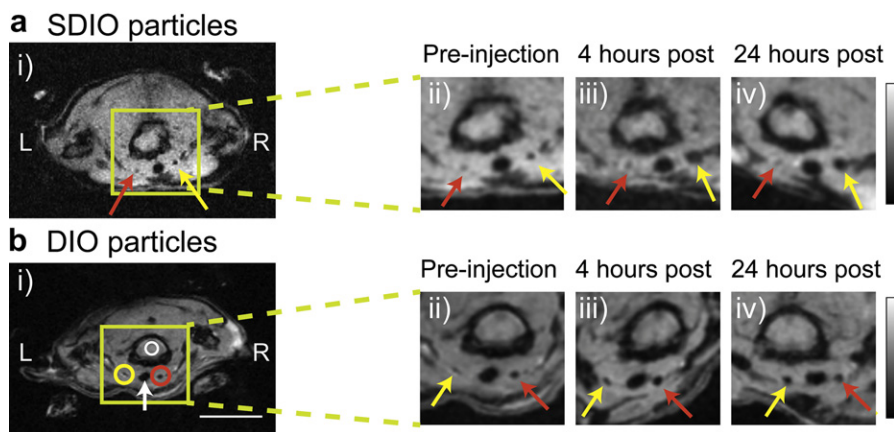 a SDIO particles
i)
L
R
Pre-injection 4 hours post 24 hours post
ii) iii) iv)
b DIO particles
i)
L
R
Pre-injection 4 hours post 24 hours post
ii) iii) iv)